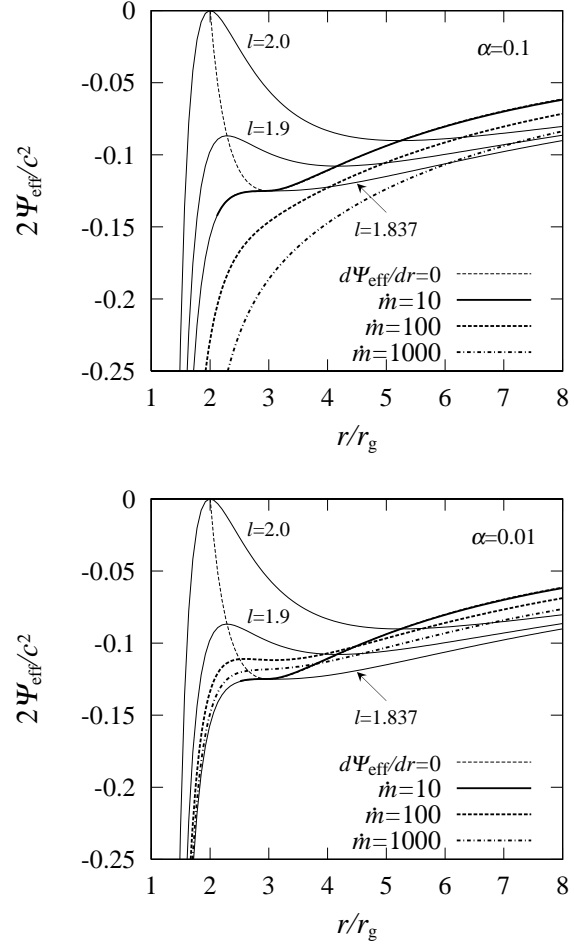 0
-0.05
-0.1
-0.15
-0.2
-0.25
2Ψeff/c²
l=2.0
α=0.1
l=1.9
l=1.837
dΨeff/dr=0
ṁ=10
ṁ=100
ṁ=1000
1 2 3 4 5 6 7 8
r/rg
0
-0.05
-0.1
-0.15
-0.2
-0.25
2Ψeff/c²
l=2.0
α=0.01
l=1.9
l=1.837
dΨeff/dr=0
ṁ=10
ṁ=100
ṁ=1000
1 2 3 4 5 6 7 8
r/rg